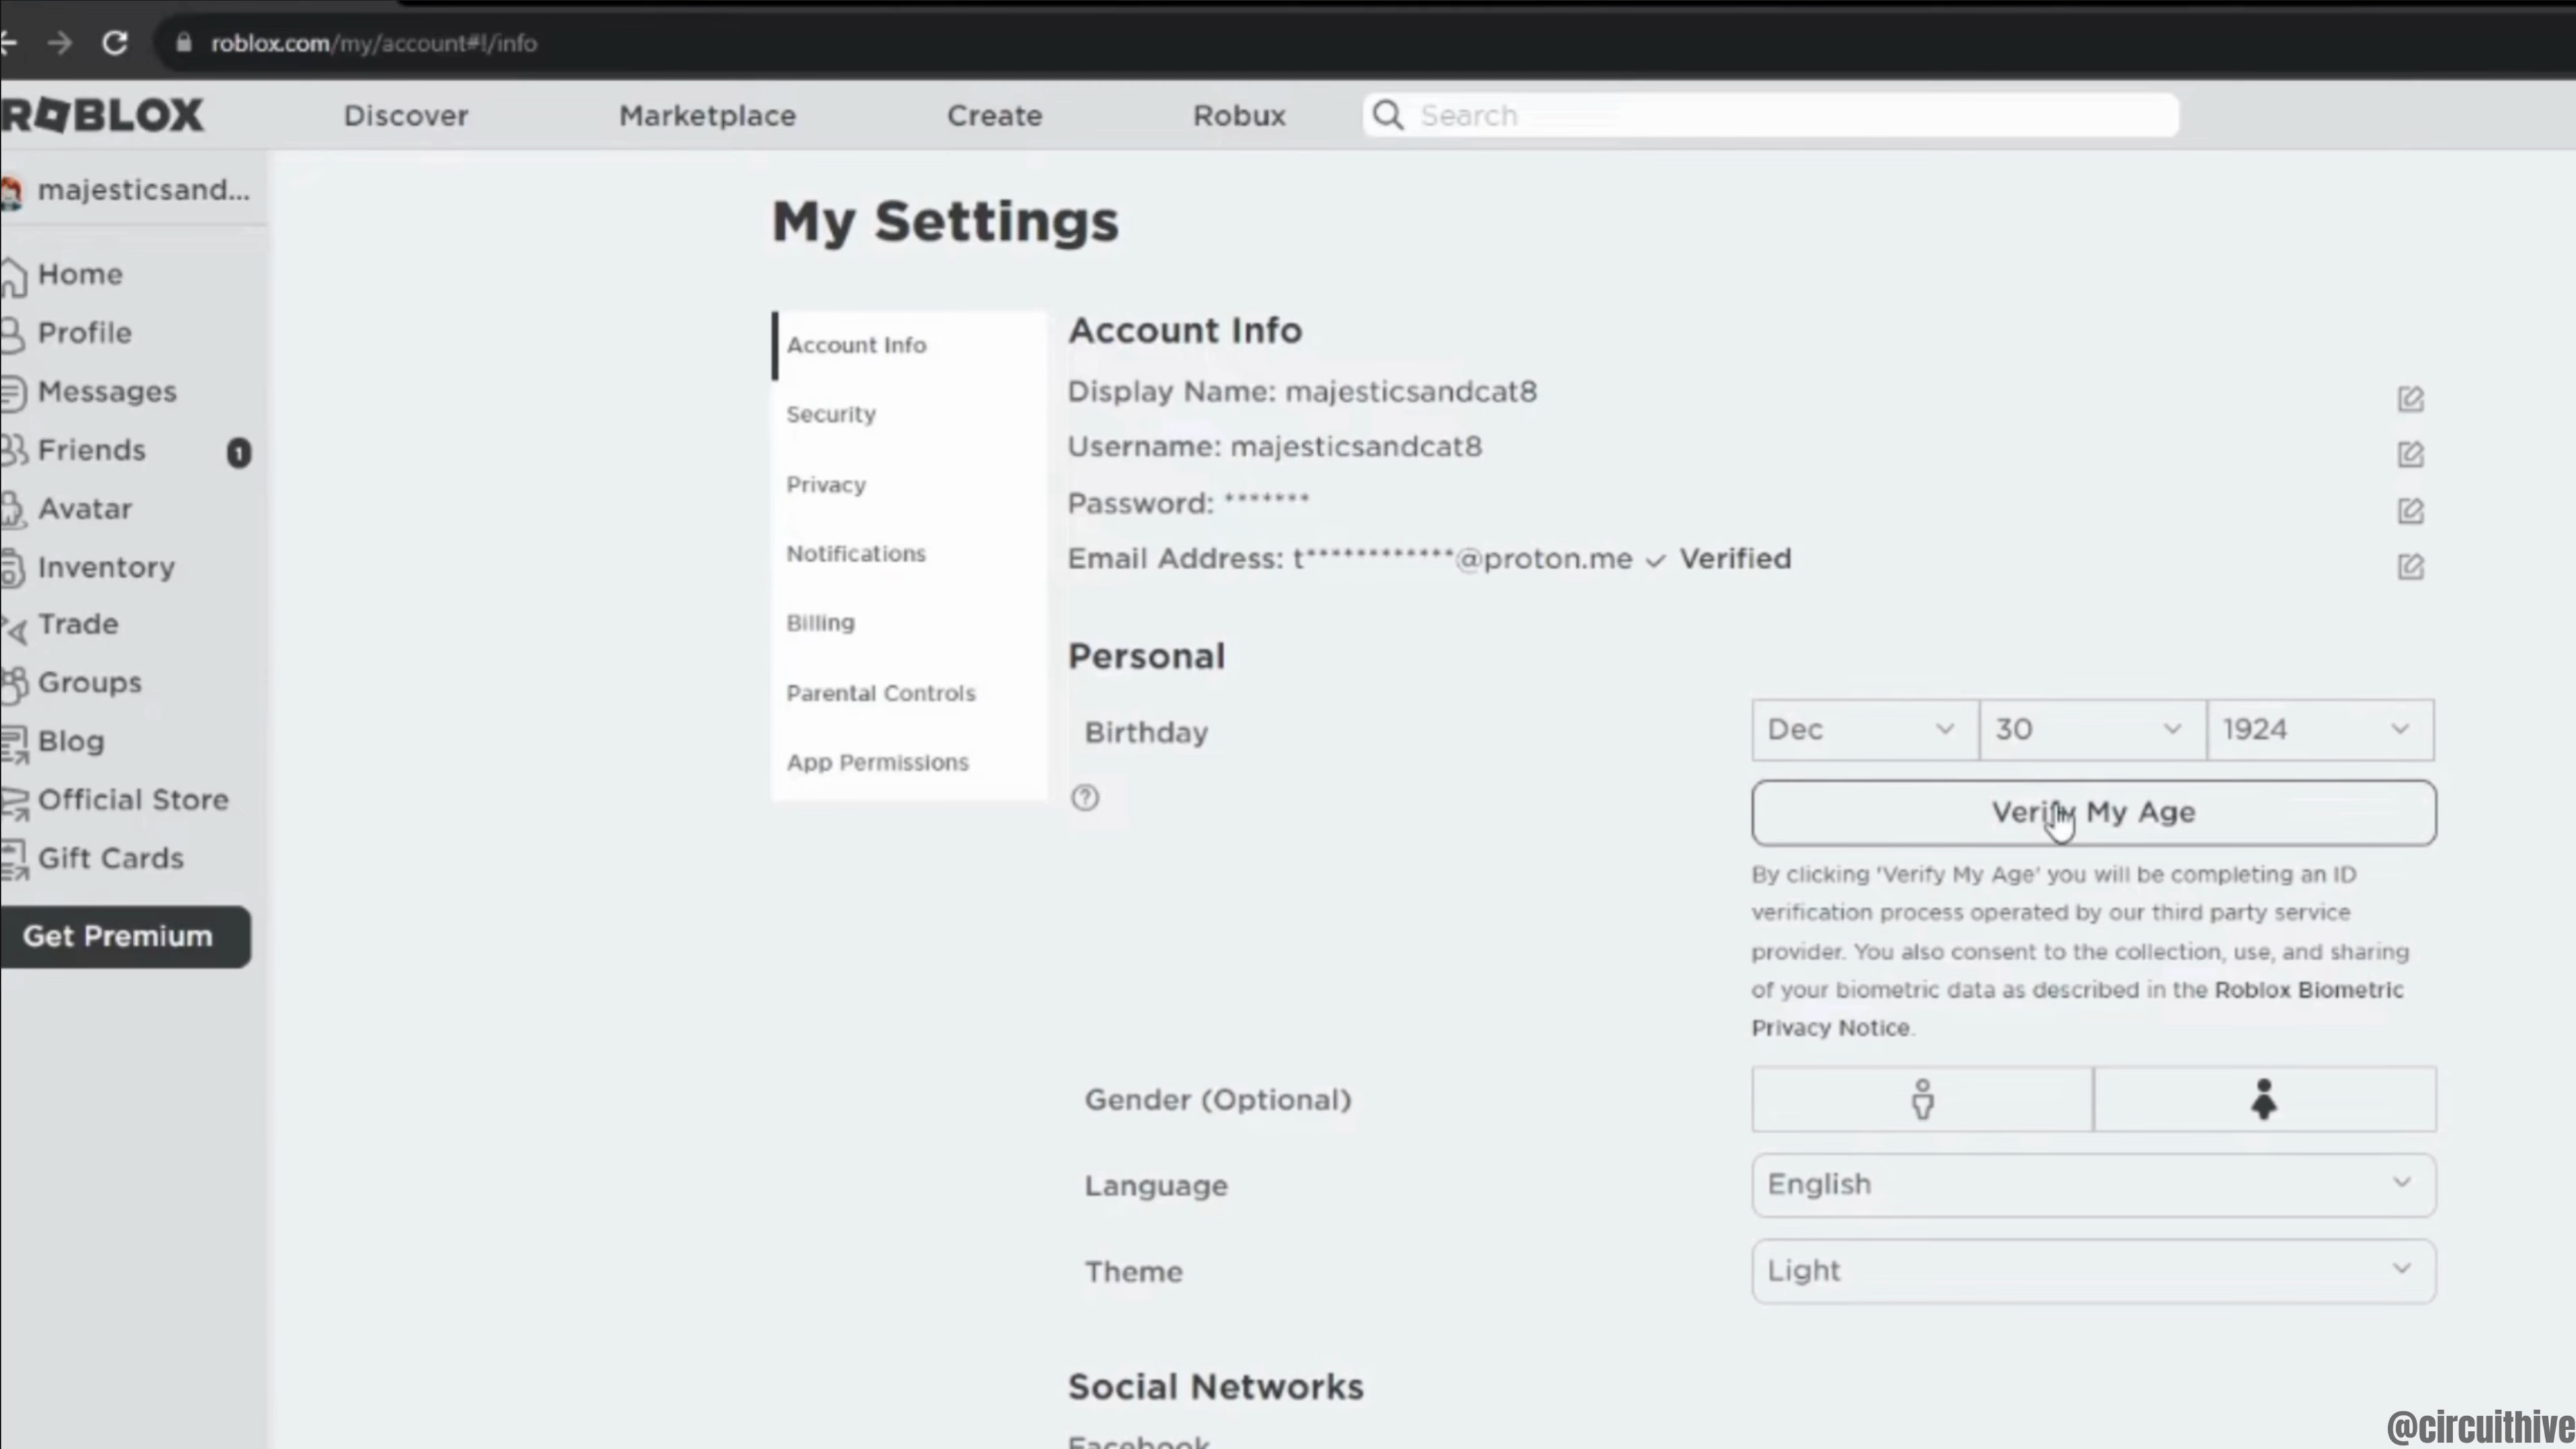 roblox.com/my/account#!/info
ROBLOX
Discover
Marketplace
Create
Robux
Search
majesticsand...
Home
Profile
Messages
Friends
1
Avatar
Inventory
Trade
Groups
Blog
Official Store
Gift Cards
Get Premium
My Settings
Account Info
Security
Privacy
Notifications
Billing
Parental Controls
App Permissions
Account Info
Display Name: majesticsandcat8
Username: majesticsandcat8
Password: *******
Email Address: t************@proton.me ✓ Verified
Personal
Birthday
Dec
30
1924
?
Verify My Age
By clicking 'Verify My Age' you will be completing an ID
verification process operated by our third party service
provider. You also consent to the collection, use, and sharing
of your biometric data as described in the Roblox Biometric
Privacy Notice.
Gender (Optional)
Language
English
Theme
Light
Social Networks
Facebook
@circuithive